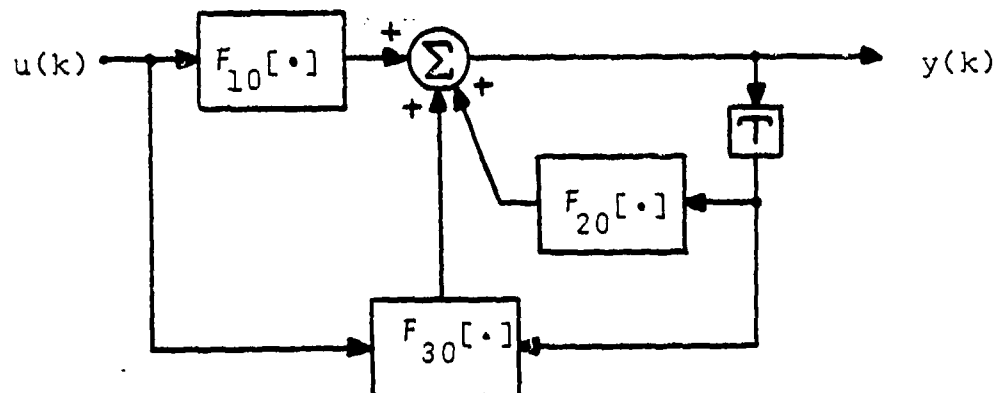 u(k)
F10[•]
+
Σ
+
+
y(k)
T
F20[•]
F30[•]